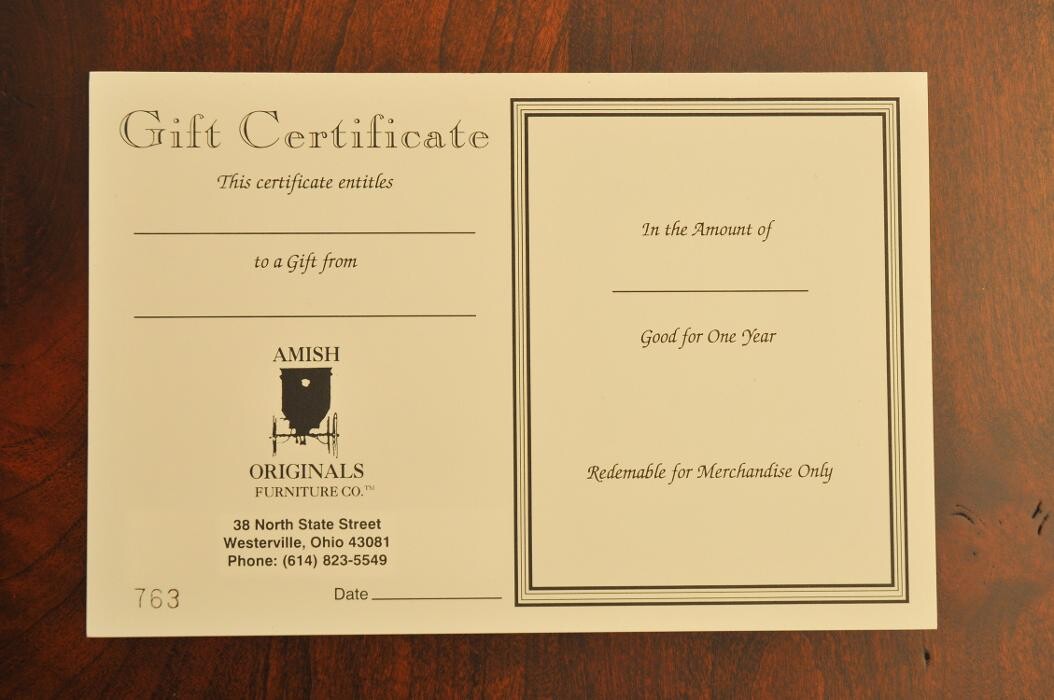 Gift Certificate
This certificate entitles
to a Gift from
AMISH
ORIGINALS
FURNITURE CO.™
38 North State Street
Westerville, Ohio 43081
Phone: (614) 823-5549
763
Date
In the Amount of
Good for One Year
Redemable for Merchandise Only